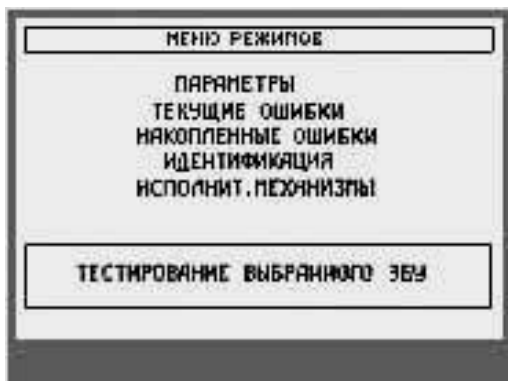 МЕНЮ РЕЖИМОВ
ПАРАМЕТРЫ
ТЕКУЩИЕ ОШИБКИ
НАКОПЛЕННЫЕ ОШИБКИ
ИДЕНТИФИКАЦИЯ
ИСПОЛНИТ.МЕХАНИЗМЫ
ТЕСТИРОВАНИЕ ВЫБРАННОГО ЭБУ